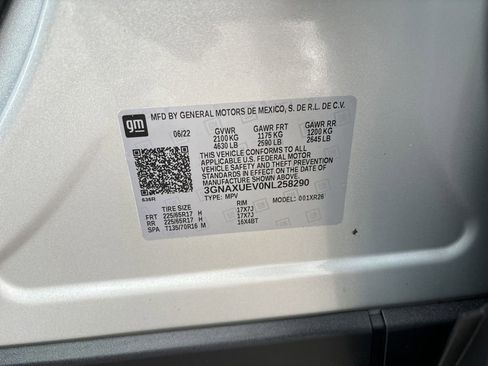 gm
MFD BY GENERAL MOTORS DE MEXICO, S. DE R.L. DE C.V.
06/22 GVWR GAWR FRT GAWR RR
2100 KG 1175 KG 1200 KG
4630 LB 2590 LB 2645 LB
THIS VEHICLE CONFORMS TO ALL
APPLICABLE U.S. FEDERAL MOTOR
VEHICLE SAFETY AND THEFT PREVENTION
STANDARDS IN EFFECT ON THE DATE OF
MANUFACTURE SHOWN ABOVE.
3GNAXUEV0NL258290
TYPE: MPV MODEL: 001XR26
TIRE SIZE RIM
FRT 225/65R17 H 17X7J
RR 225/65R17 H 17X7J
SPA T135/70R16 M 16X4BT